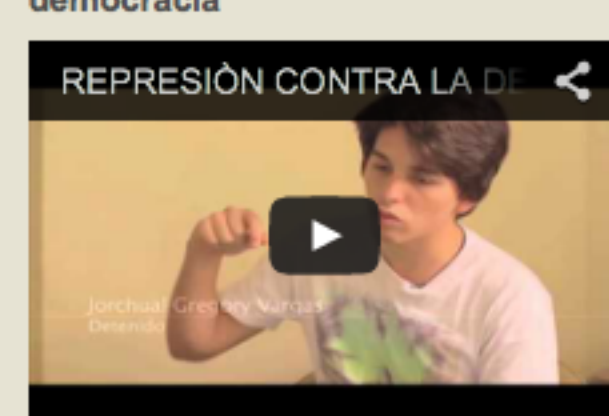 democracia
REPRESIÒN CONTRA LA DE
Jorchual Gregory Vargas
Detenido